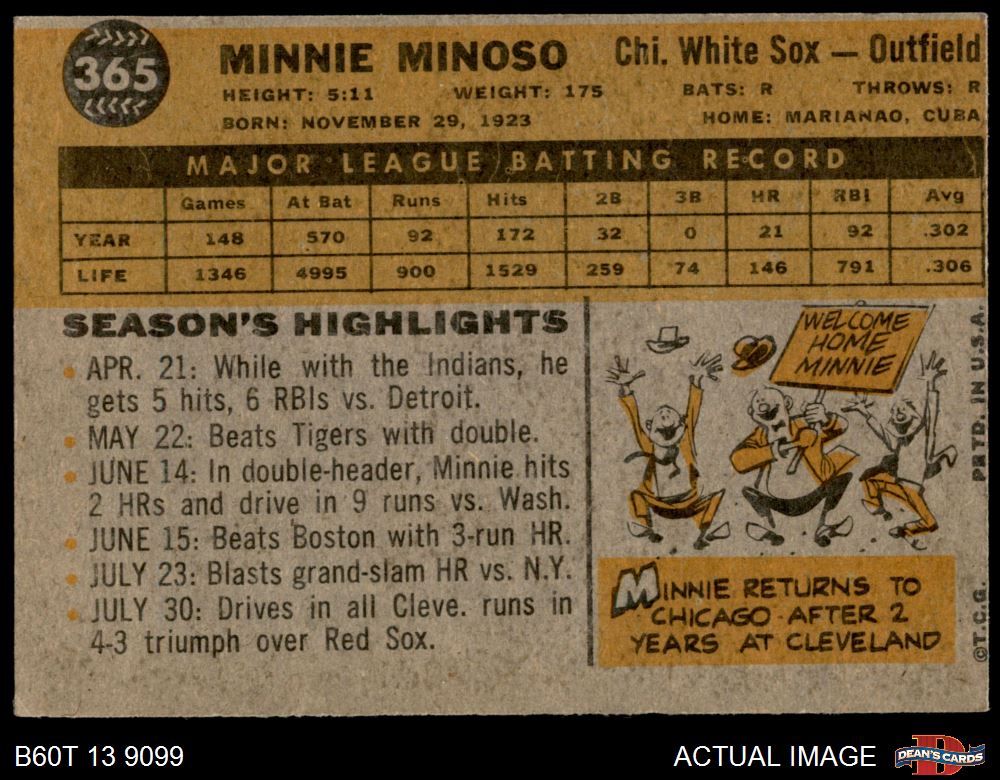 365
MINNIE MINOSO Chi. White Sox — Outfield
HEIGHT: 5:11 WEIGHT: 175 BATS: R THROWS: R
BORN: NOVEMBER 29, 1923 HOME: MARIANAO, CUBA
MAJOR LEAGUE BATTING RECORD
Games At Bat Runs Hits 2B 3B HR RBI Avg
YEAR 148 570 92 172 32 0 21 92 .302
LIFE 1346 4995 900 1529 259 74 146 791 .306
SEASON'S HIGHLIGHTS
• APR. 21: While with the Indians, he
gets 5 hits, 6 RBIs vs. Detroit.
• MAY 22: Beats Tigers with double.
• JUNE 14: In double-header, Minnie hits
2 HRs and drive in 9 runs vs. Wash.
• JUNE 15: Beats Boston with 3-run HR.
• JULY 23: Blasts grand-slam HR vs. N.Y.
• JULY 30: Drives in all Cleve. runs in
4-3 triumph over Red Sox.
WELCOME
HOME
MINNIE
MINNIE RETURNS TO
CHICAGO AFTER 2
YEARS AT CLEVELAND
©T.C.G. PRTD. IN U.S.A.
B60T 13 9099 ACTUAL IMAGE
D
DEAN'S CARDS